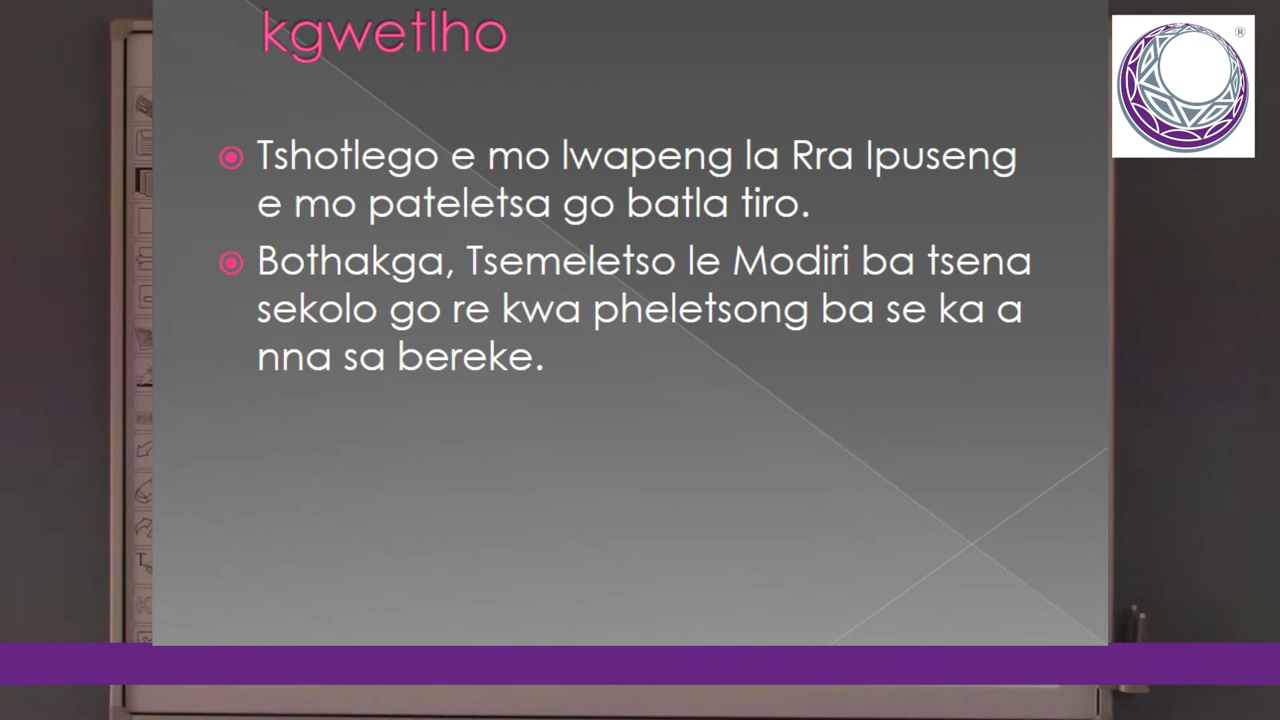 kgwetlho
Tshotlego e mo lwapeng la Rra Ipuseng
e mo pateletsa go batla tiro.
Bothakga, Tsemeletso le Modiri ba tsena
sekolo go re kwa pheletsong ba se ka a
nna sa bereke.
®